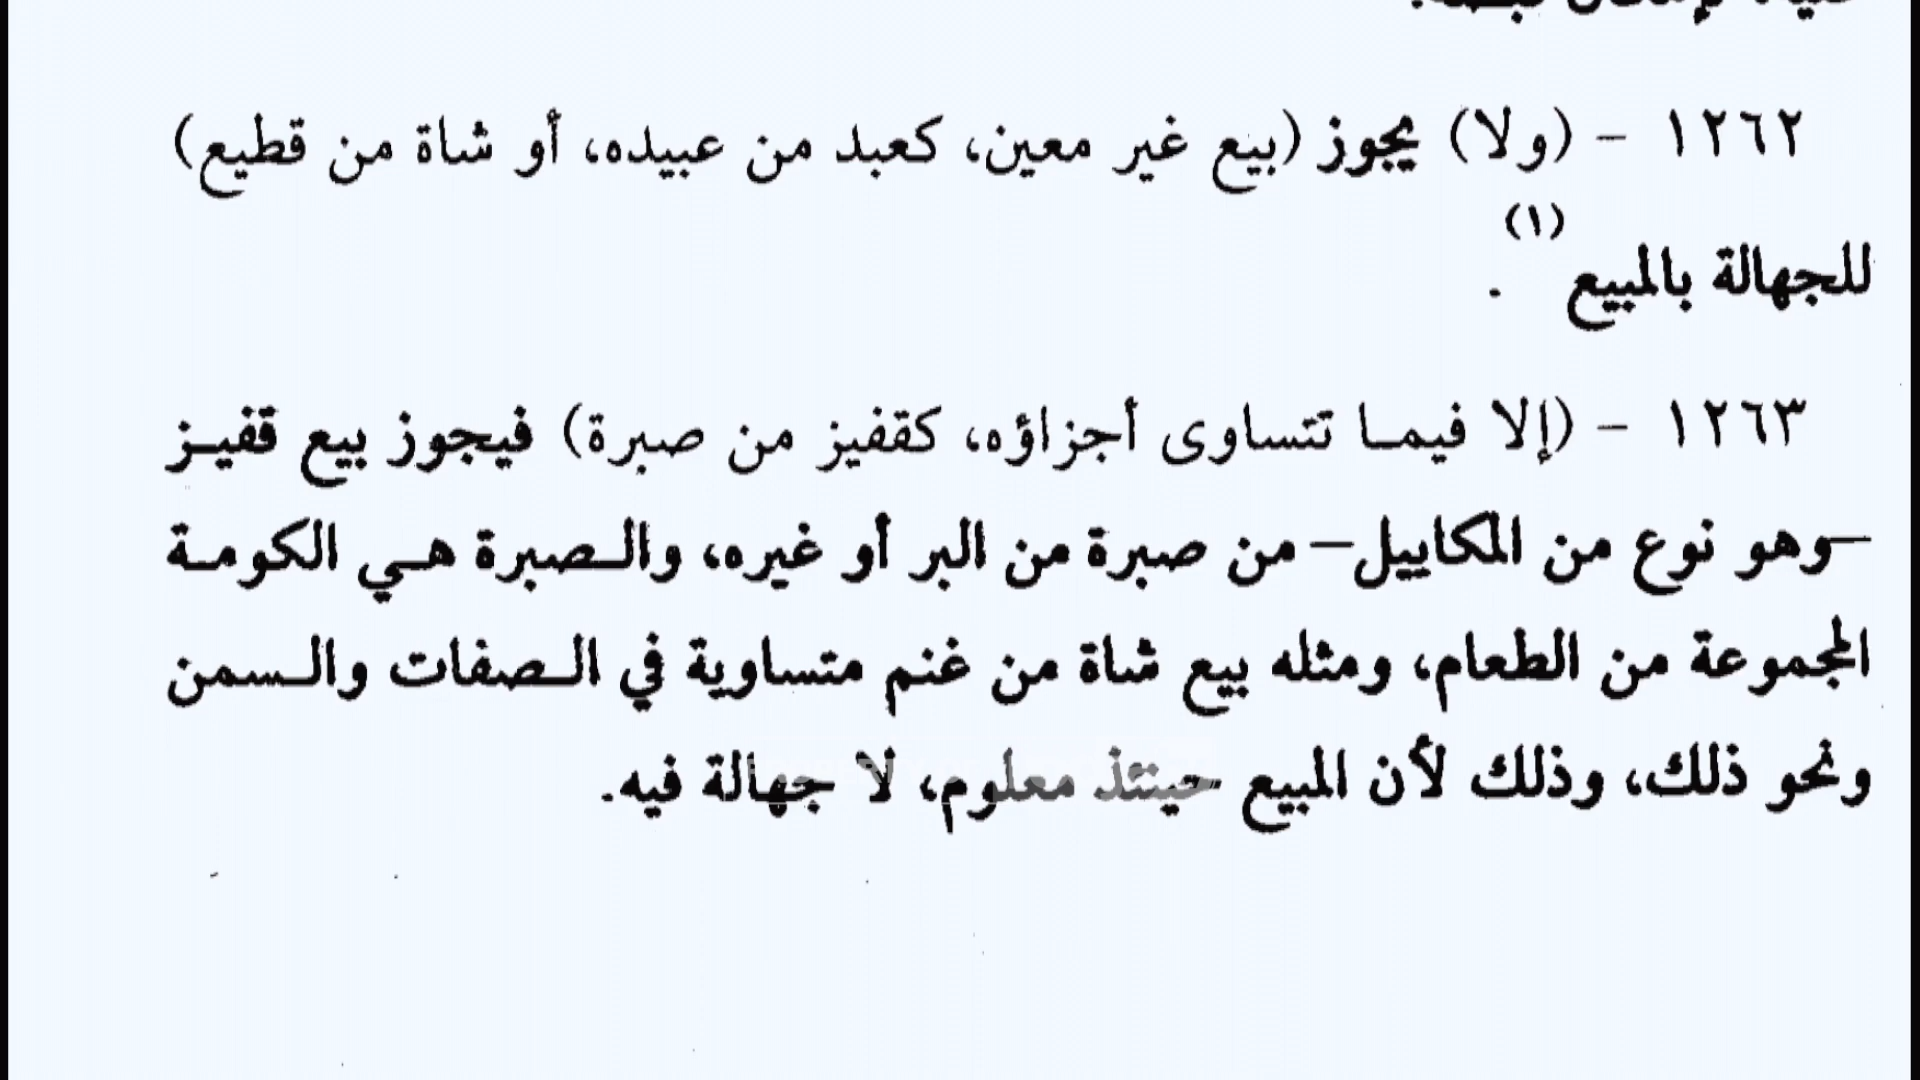 ١٢٦٢ - (ولا) يجوز (بيع غير معين، كعبد من عبيده، أو شاة من قطيع)
للجهالة بالمبيع (١) .
١٢٦٣ - (إلا فيما تتساوى أجزاؤه، كقفيز من صبرة) فيجوز بيع قفيز
–وهو نوع من المكاييل– من صبرة من البر أو غيره، والصبرة هي الكومة
المجموعة من الطعام، ومثله بيع شاة من غنم متساوية في الصفات والسمن
ونحو ذلك، وذلك لأن المبيع حينئذ معلوم، لا جهالة فيه.